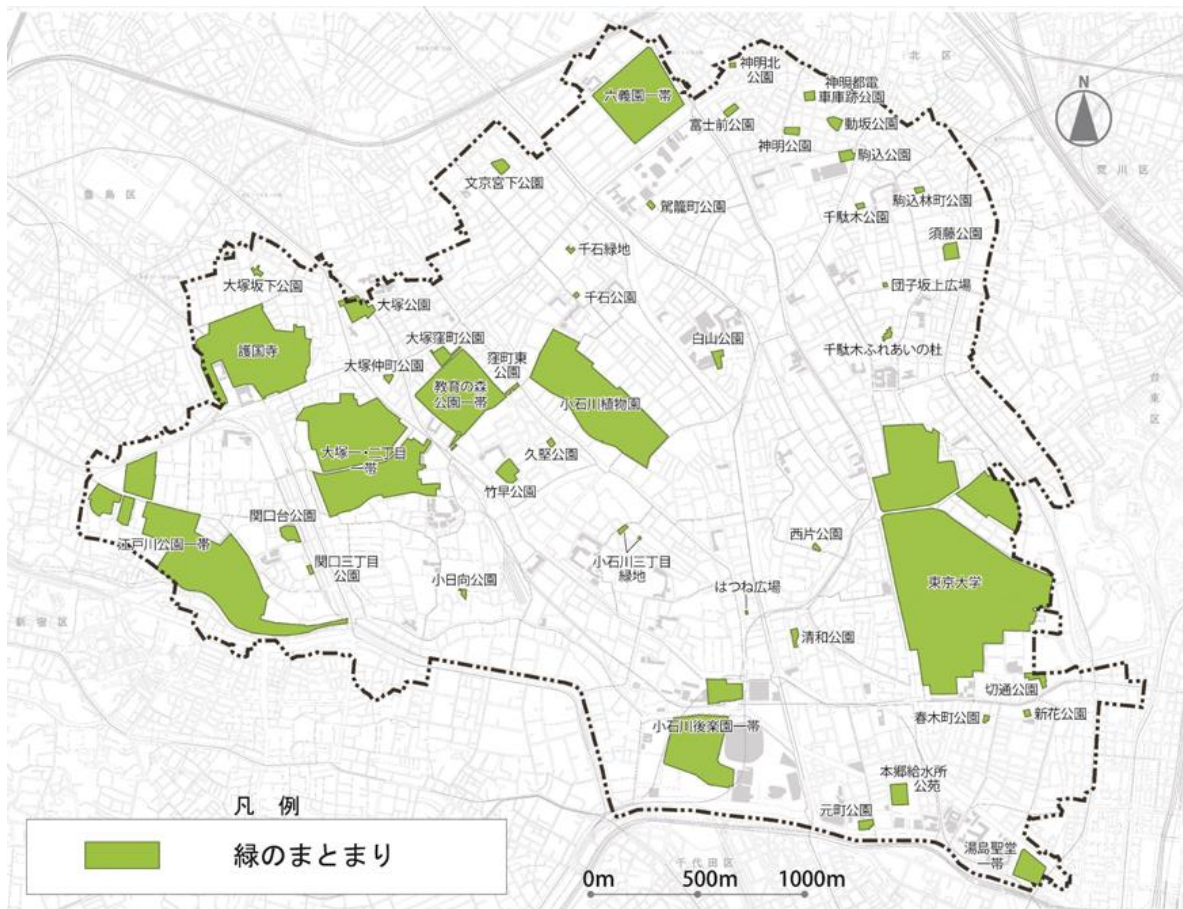 北区
N
神明北
公園
神明都電
車庫跡公園
六義園一帯
富士前公園
動坂公園
神明公園
駒込公園
荒川区
文京宮下公園
豊島区
駕籠町公園
駒込林町公園
千駄木公園
須藤公園
千石緑地
大塚坂下公園
団子坂上広場
千石公園
大塚公園
護国寺
大塚窪町公園
白山公園
千駄木ふれあいの杜
大塚仲町公園
窪町東
公園
教育の森
公園一帯
小石川植物園
台東区
大塚一・二丁目
一帯
久堅公園
竹早公園
関口台公園
江戸川公園一帯
西片公園
関口三丁目
公園
小石川三丁目
緑地
小日向公園
はつね広場
東京大学
新宿区
清和公園
切通公園
小石川後楽園一帯
春木町公園
新花公園
本郷給水所
公苑
元町公園
湯島聖堂
一帯
千代田区
凡 例
緑のまとまり
0m
500m
1000m